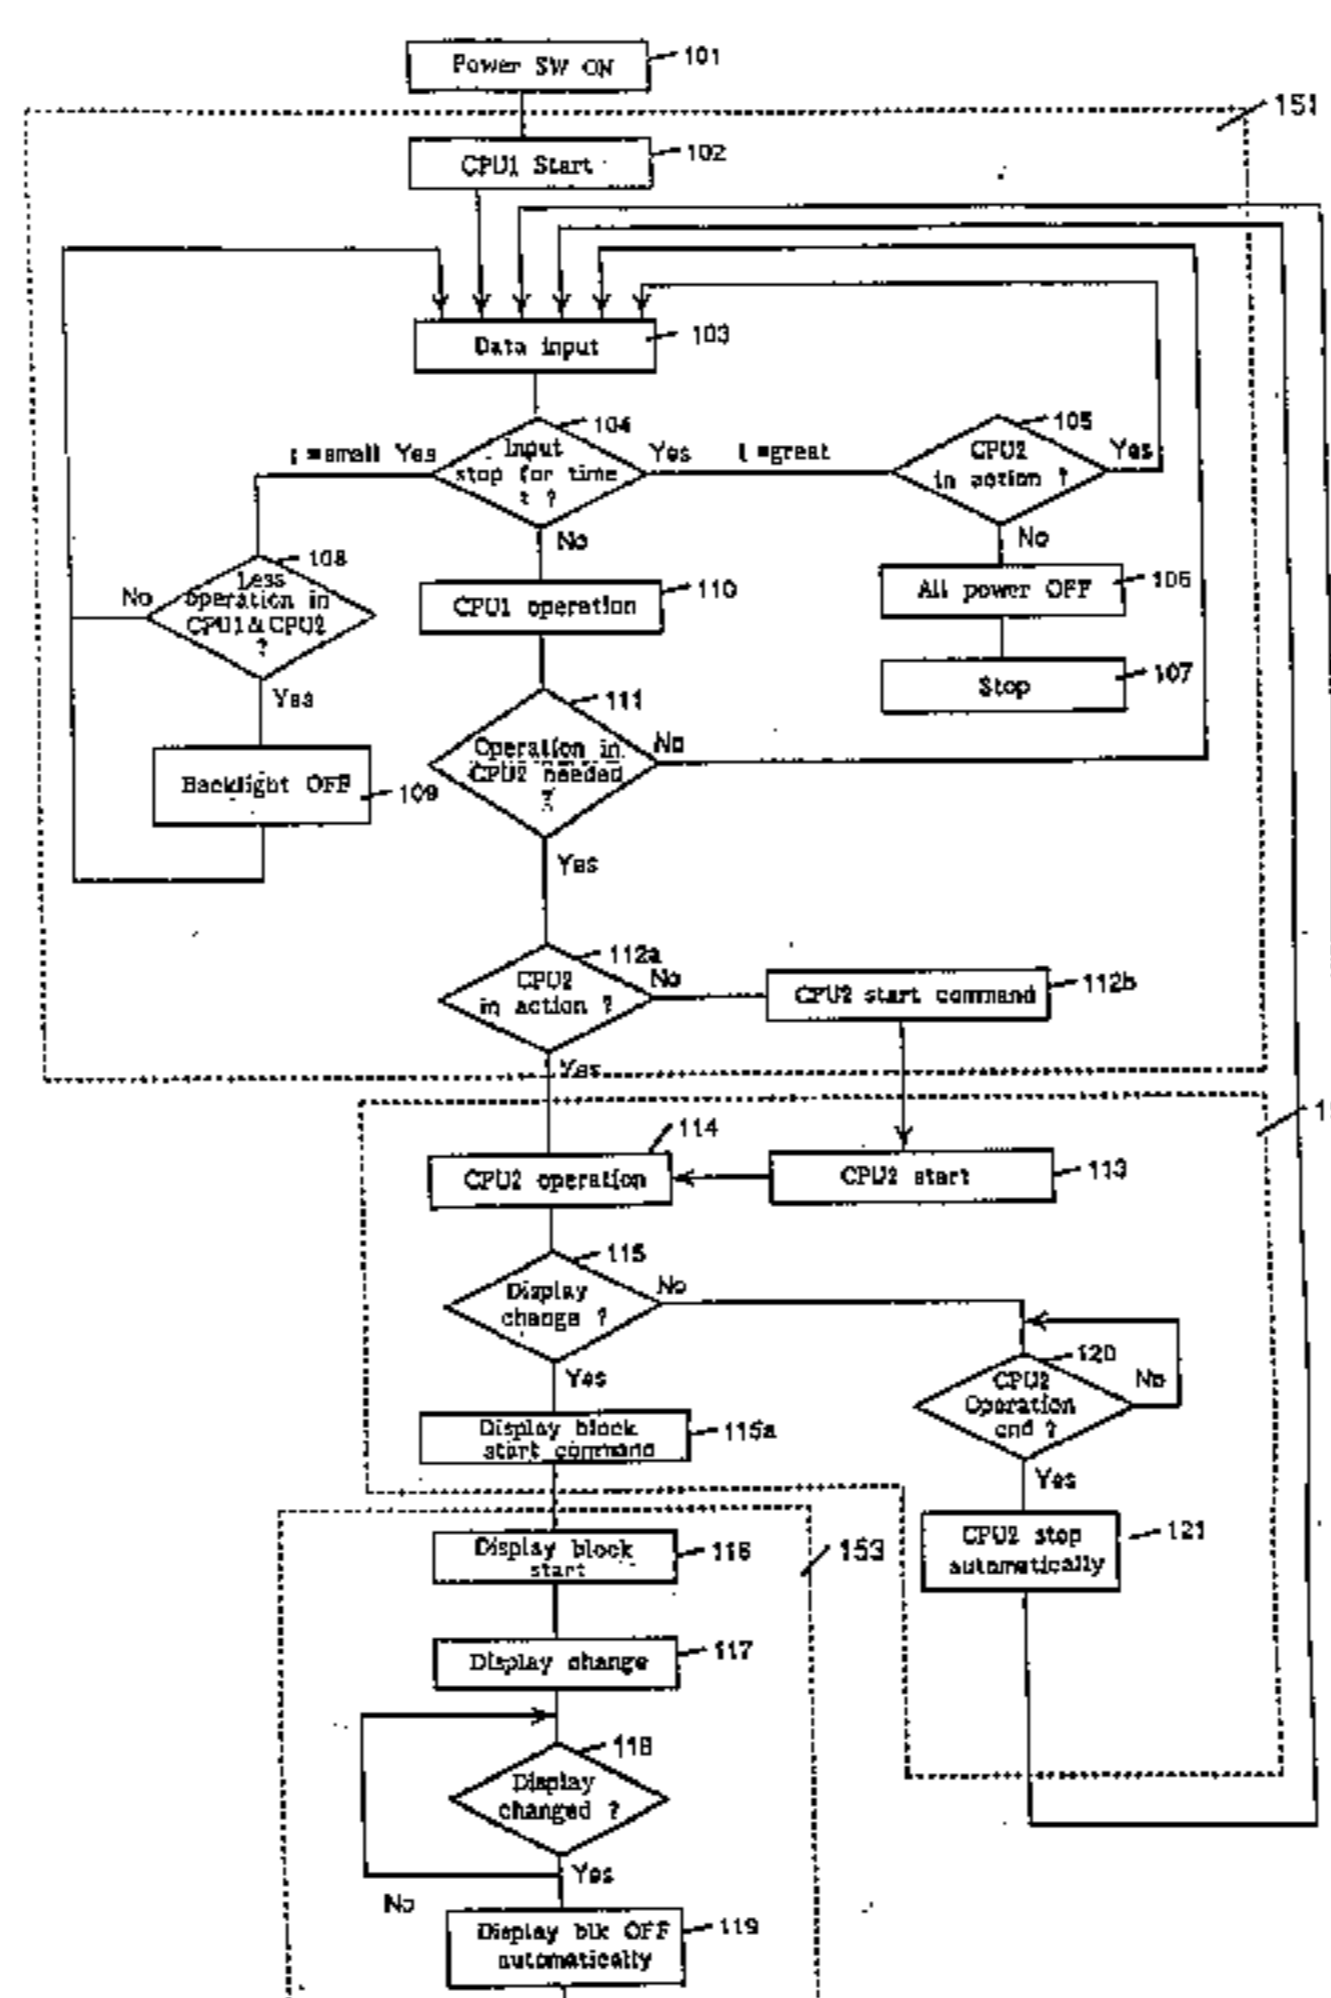 Power SW ON
101
151
CPU1 Start
102
Data input
103
104
Input
stop for time
t ?
t =small Yes
Yes
t =great
No
105
CPU2
in action ?
Yes
No
108
Less
operation in
CPU1&CPU2
?
No
Yes
CPU1 operation
110
All power OFF
106
Stop
107
111
Operation in
CPU2 needed
?
No
Yes
Backlight OFF
109
112a
CPU2
in action ?
No
Yes
CPU2 start command
112b
114
CPU2 operation
CPU2 start
113
115
Display
change ?
No
Yes
120
CPU2
Operation
end ?
No
Yes
Display block
start command
115a
CPU2 stop
automatically
121
Display block
start
116
153
Display change
117
118
Display
changed ?
Yes
No
Display blk OFF
automatically
119